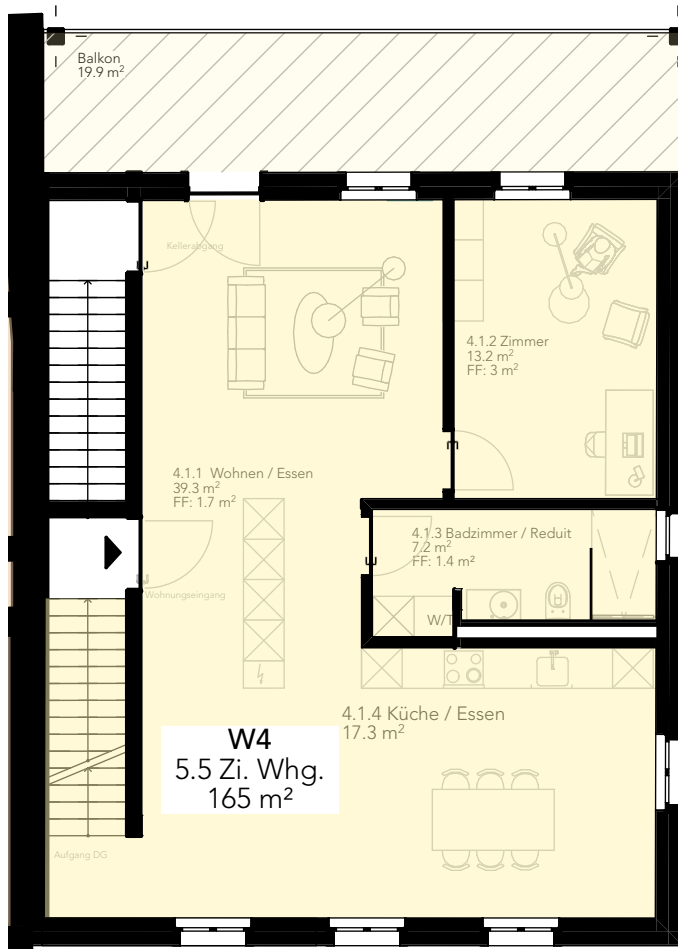 Balkon
19.9 m²
Kellerabgang
4.1.2 Zimmer
13.2 m²
FF: 3 m²
4.1.1 Wohnen / Essen
39.3 m²
FF: 1.7 m²
4.1.3 Badzimmer / Reduit
7.2 m²
FF: 1.4 m²
Wohnungseingang
W/T
4.1.4 Küche / Essen
17.3 m²
W4
5.5 Zi. Whg.
165 m²
Aufgang DG